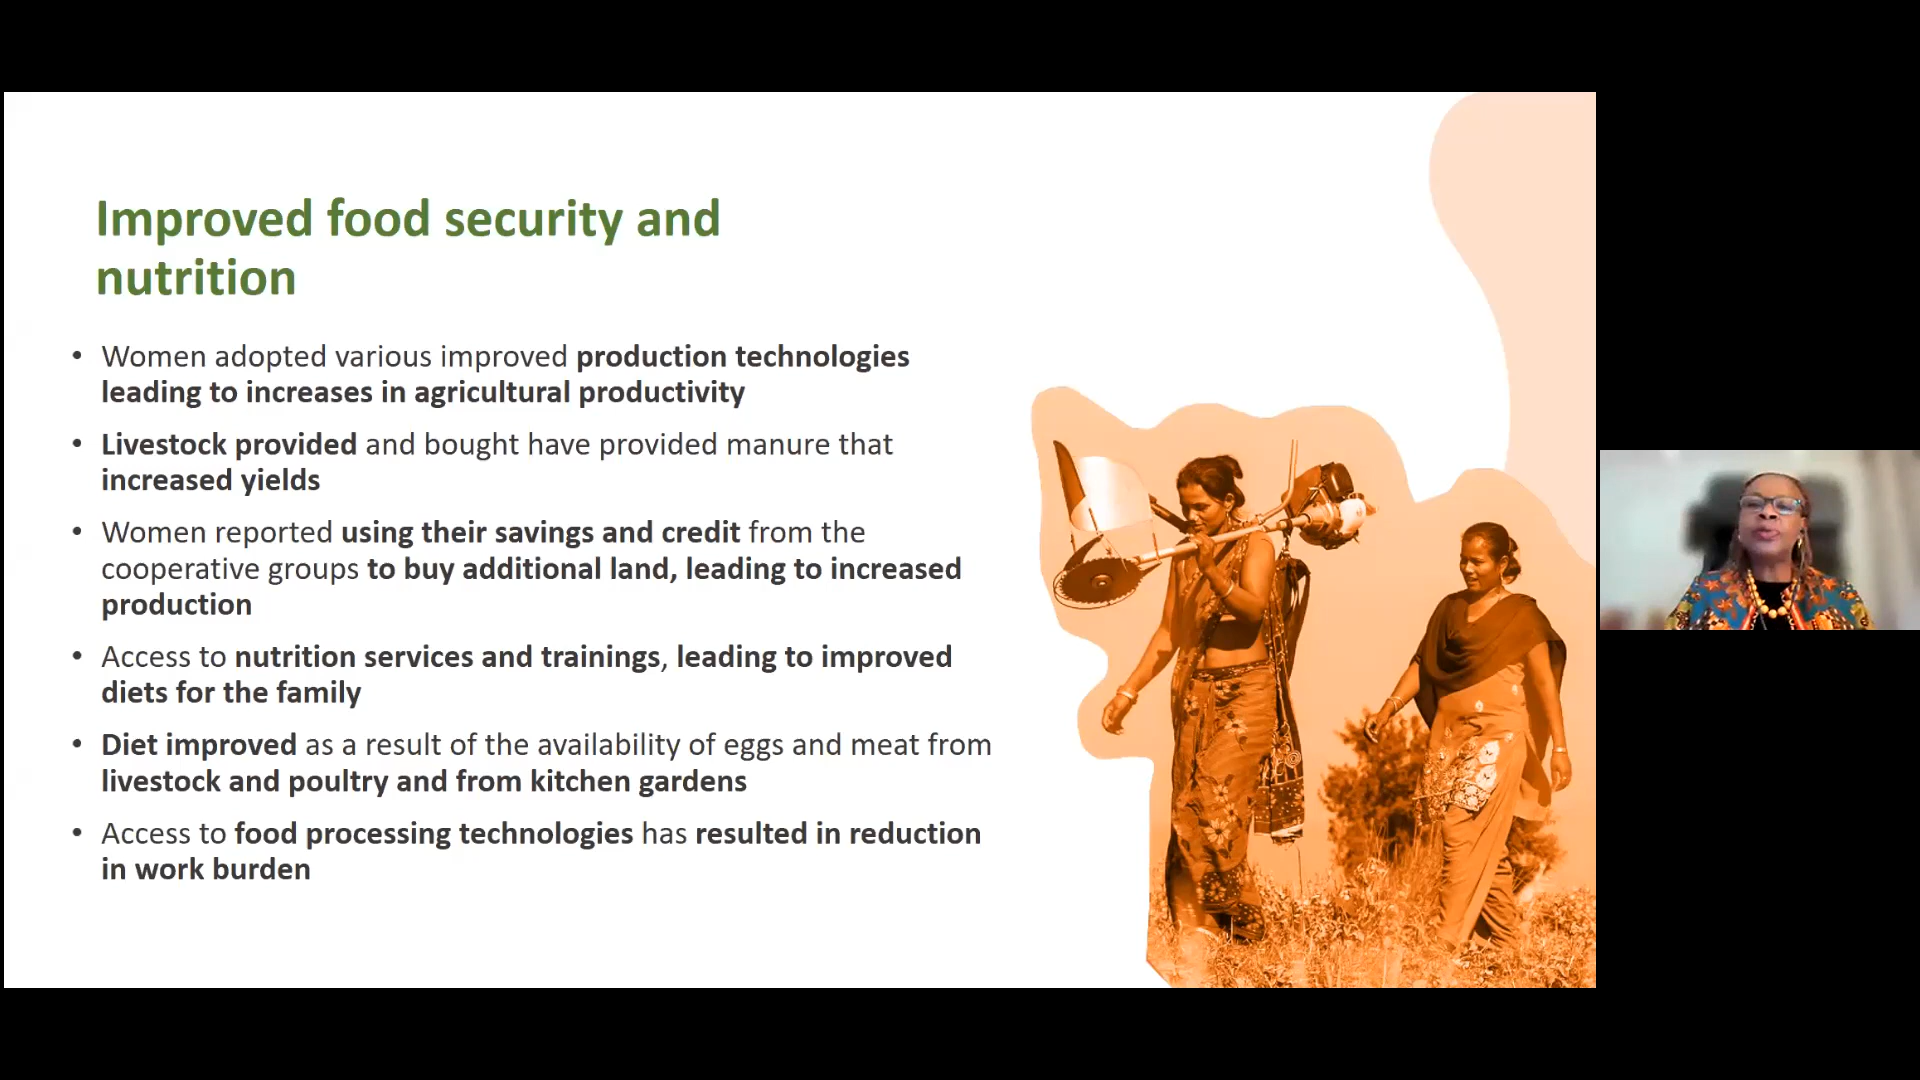 Improved food security and
nutrition
• Women adopted various improved production technologies
leading to increases in agricultural productivity
• Livestock provided and bought have provided manure that
increased yields
• Women reported using their savings and credit from the
cooperative groups to buy additional land, leading to increased
production
• Access to nutrition services and trainings, leading to improved
diets for the family
• Diet improved as a result of the availability of eggs and meat from
livestock and poultry and from kitchen gardens
• Access to food processing technologies has resulted in reduction
in work burden